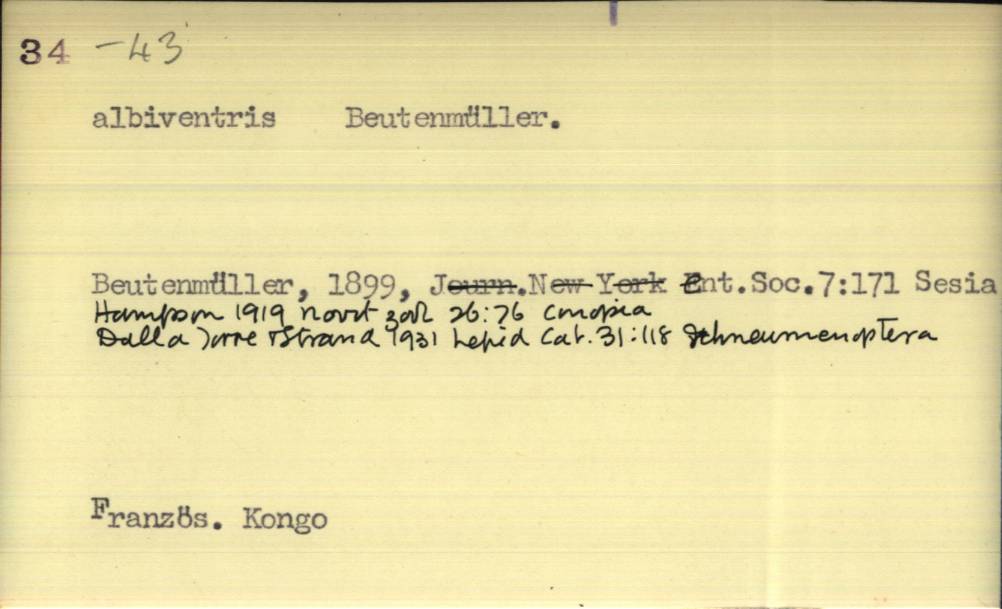 34 -43
albiventris Beutenmüller.
Beutenmüller, 1899, Journ.New York Ent.Soc.7:171 Sesia
Hampson 1919 novit zool 26:76 Conopia
Dalla Torre & Strand 1931 Lepid Cat. 31:118 Ichneumenoptera
Französ. Kongo